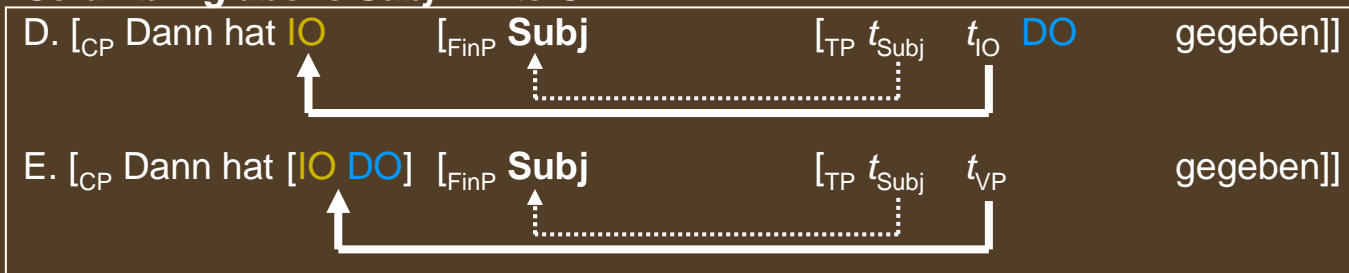 D. [CP Dann hat IO [FinP Subj [TP tSubj tIO DO gegeben]]
E. [CP Dann hat [IO DO] [FinP Subj [TP tSubj tVP gegeben]]